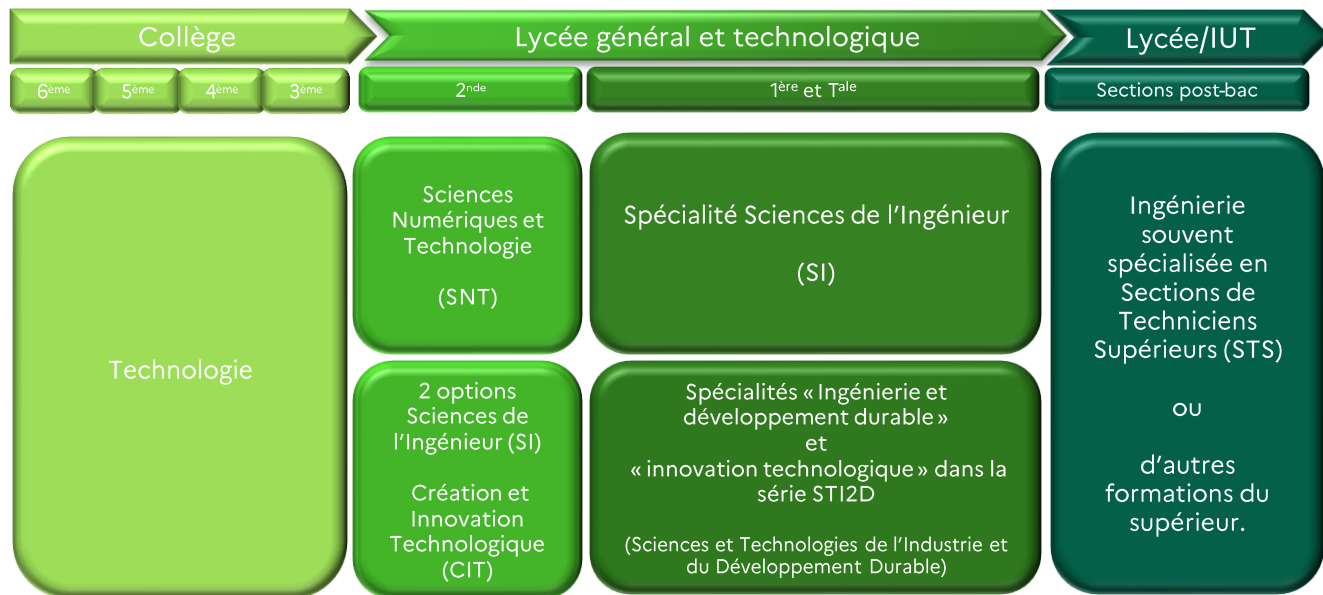 Collège
Lycée général et technologique
Lycée/IUT
6ème
5ème
4ème
3ème
2nde
1ère et Tale
Sections post-bac
Technologie
Sciences
Numériques et
Technologie
(SNT)
2 options
Sciences de
l'Ingénieur (SI)
Création et
Innovation
Technologique
(CIT)
Spécialité Sciences de l'Ingénieur
(SI)
Spécialités « Ingénierie et
développement durable »
et
« innovation technologique » dans la
série STI2D
(Sciences et Technologies de l'Industrie et
du Développement Durable)
Ingénierie
souvent
spécialisée en
Sections de
Techniciens
Supérieurs (STS)
ou
d'autres
formations du
supérieur.